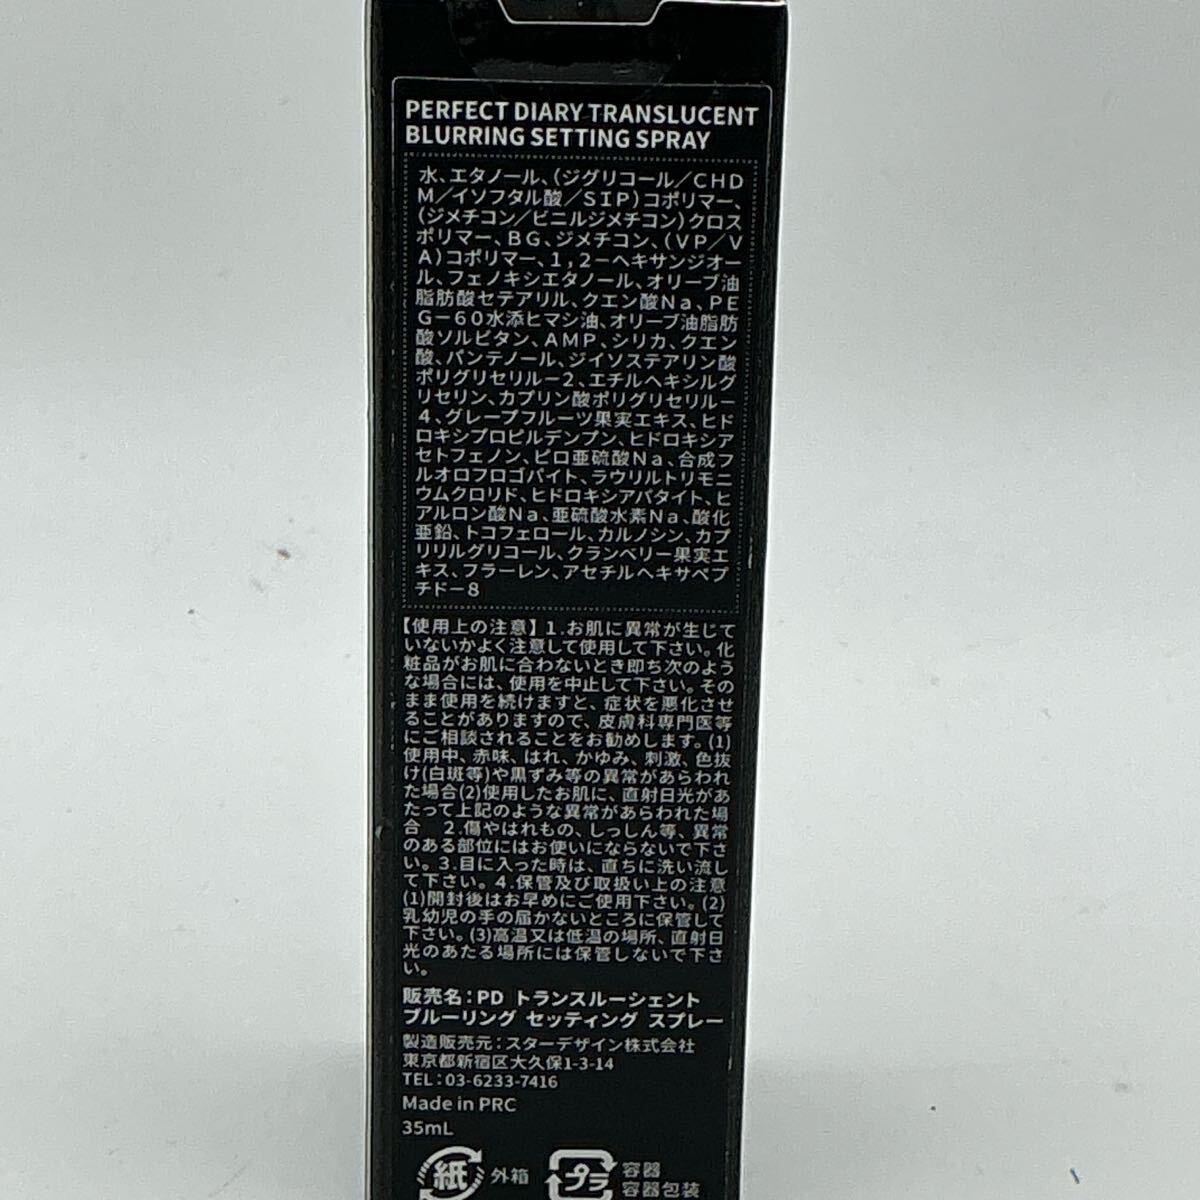 PERFECT DIARY TRANSLUCENT
BLURRING SETTING SPRAY
水、エタノール、（ジグリコール／CHD
M／イソフタル酸／SIP）コポリマー、
（ジメチコン／ビニルジメチコン）クロス
ポリマー、BG、ジメチコン、（VP／V
A）コポリマー、1,2ーヘキサンジオー
ル、フェノキシエタノール、オリーブ油
脂肪酸セテアリル、クエン酸Na、PE
Gー60水添ヒマシ油、オリーブ油脂肪
酸ソルビタン、AMP、シリカ、クエン
酸、パンテノール、ジイソステアリン酸
ポリグリセリルー2、エチルヘキシルグ
リセリン、カプリン酸ポリグリセリルー
4、グレープフルーツ果実エキス、ヒド
ロキシプロピルデンプン、ヒドロキシア
セトフェノン、ピロ亜硫酸Na、合成フ
ルオロフロゴパイト、ラウリルトリモニ
ウムクロリド、ヒドロキシアパタイト、ヒ
アルロン酸Na、亜硫酸水素Na、酸化
亜鉛、トコフェロール、カルノシン、カプ
リリルグリコール、クランベリー果実エ
キス、フラーレン、アセチルヘキサペプ
チドー8
【使用上の注意】1.お肌に異常が生じて
いないかよく注意して使用して下さい。化
粧品がお肌に合わないとき即ち次のよう
な場合には、使用を中止して下さい。その
まま使用を続けますと、症状を悪化させ
ることがありますので、皮膚科専門医等
にご相談されることをお勧めします。(1)
使用中、赤味、はれ、かゆみ、刺激、色抜
け(白斑等)や黒ずみ等の異常があらわれ
た場合(2)使用したお肌に、直射日光があ
たって上記のような異常があらわれた場
合　2.傷やはれもの、しっしん等、異常
のある部位にはお使いにならないで下さ
い。3.目に入った時は、直ちに洗い流し
て下さい。4.保管及び取扱い上の注意
(1)開封後はお早めにご使用下さい。(2)
乳幼児の手の届かないところに保管して
下さい。(3)高温又は低温の場所、直射日
光のあたる場所には保管しないで下さ
い。
販売名：PD トランスルーシェント
ブルーリング セッティング スプレー
製造販売元：スターデザイン株式会社
東京都新宿区大久保1-3-14
TEL：03-6233-7416
Made in PRC
35mL
紙 外箱 プラ 容器
容器包装